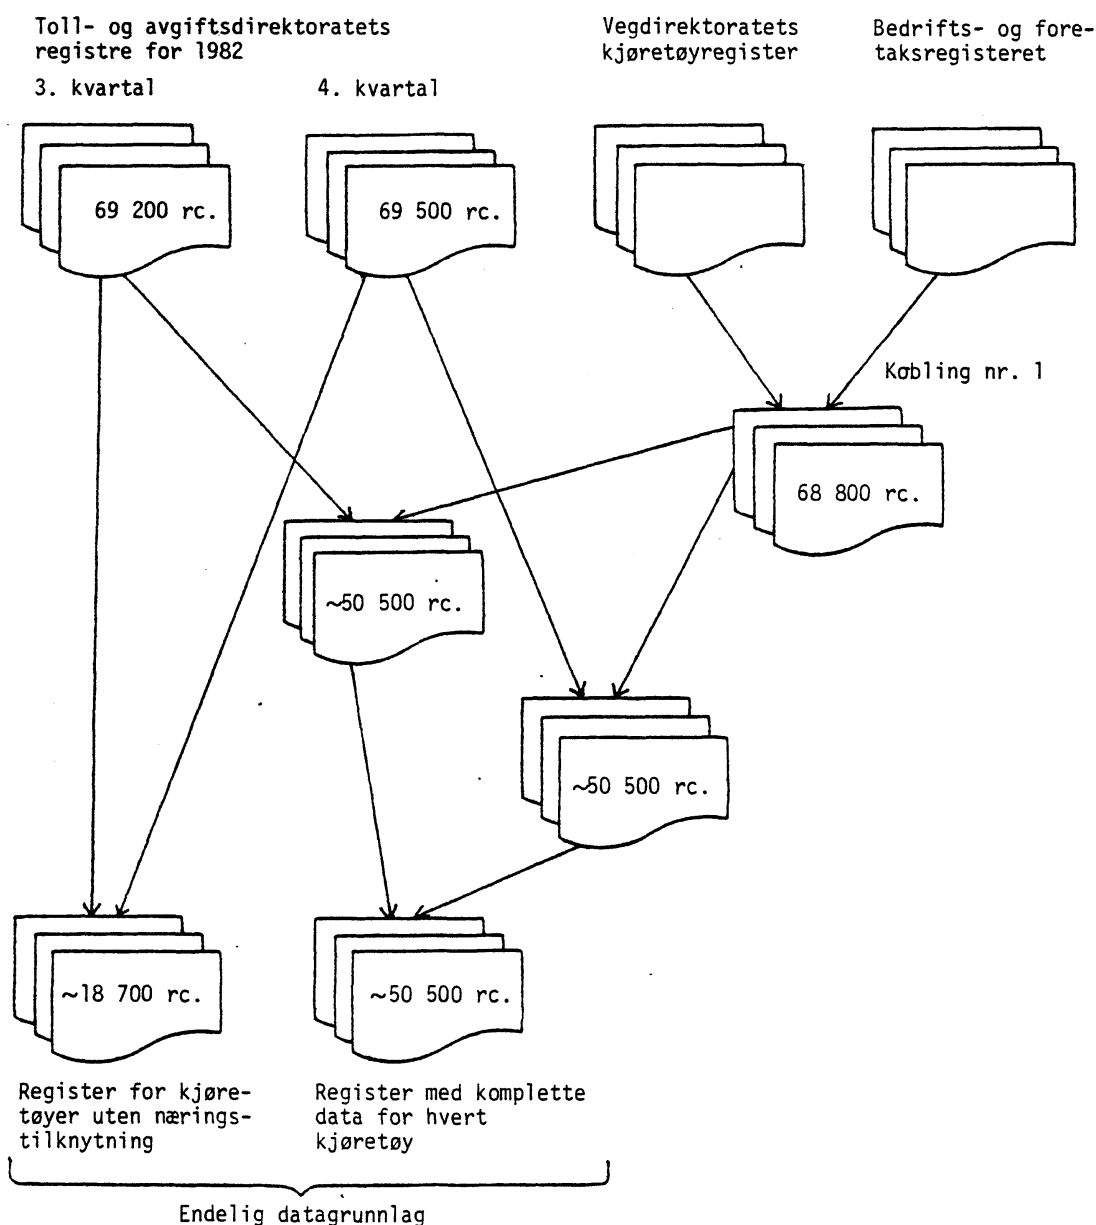 Toll- og avgiftsdirektoratets
registre for 1982
3. kvartal
4. kvartal
Vegdirektoratets
kjøretøyregister
Bedrifts- og fore-
taksregisteret
69 200 rc.
69 500 rc.
Kobling nr. 1
68 800 rc.
~50 500 rc.
~50 500 rc.
~18 700 rc.
~50 500 rc.
Register for kjøre-
tøyer uten nærings-
tilknytning
Register med komplette
data for hvert
kjøretøy
Endelig datagrunnlag